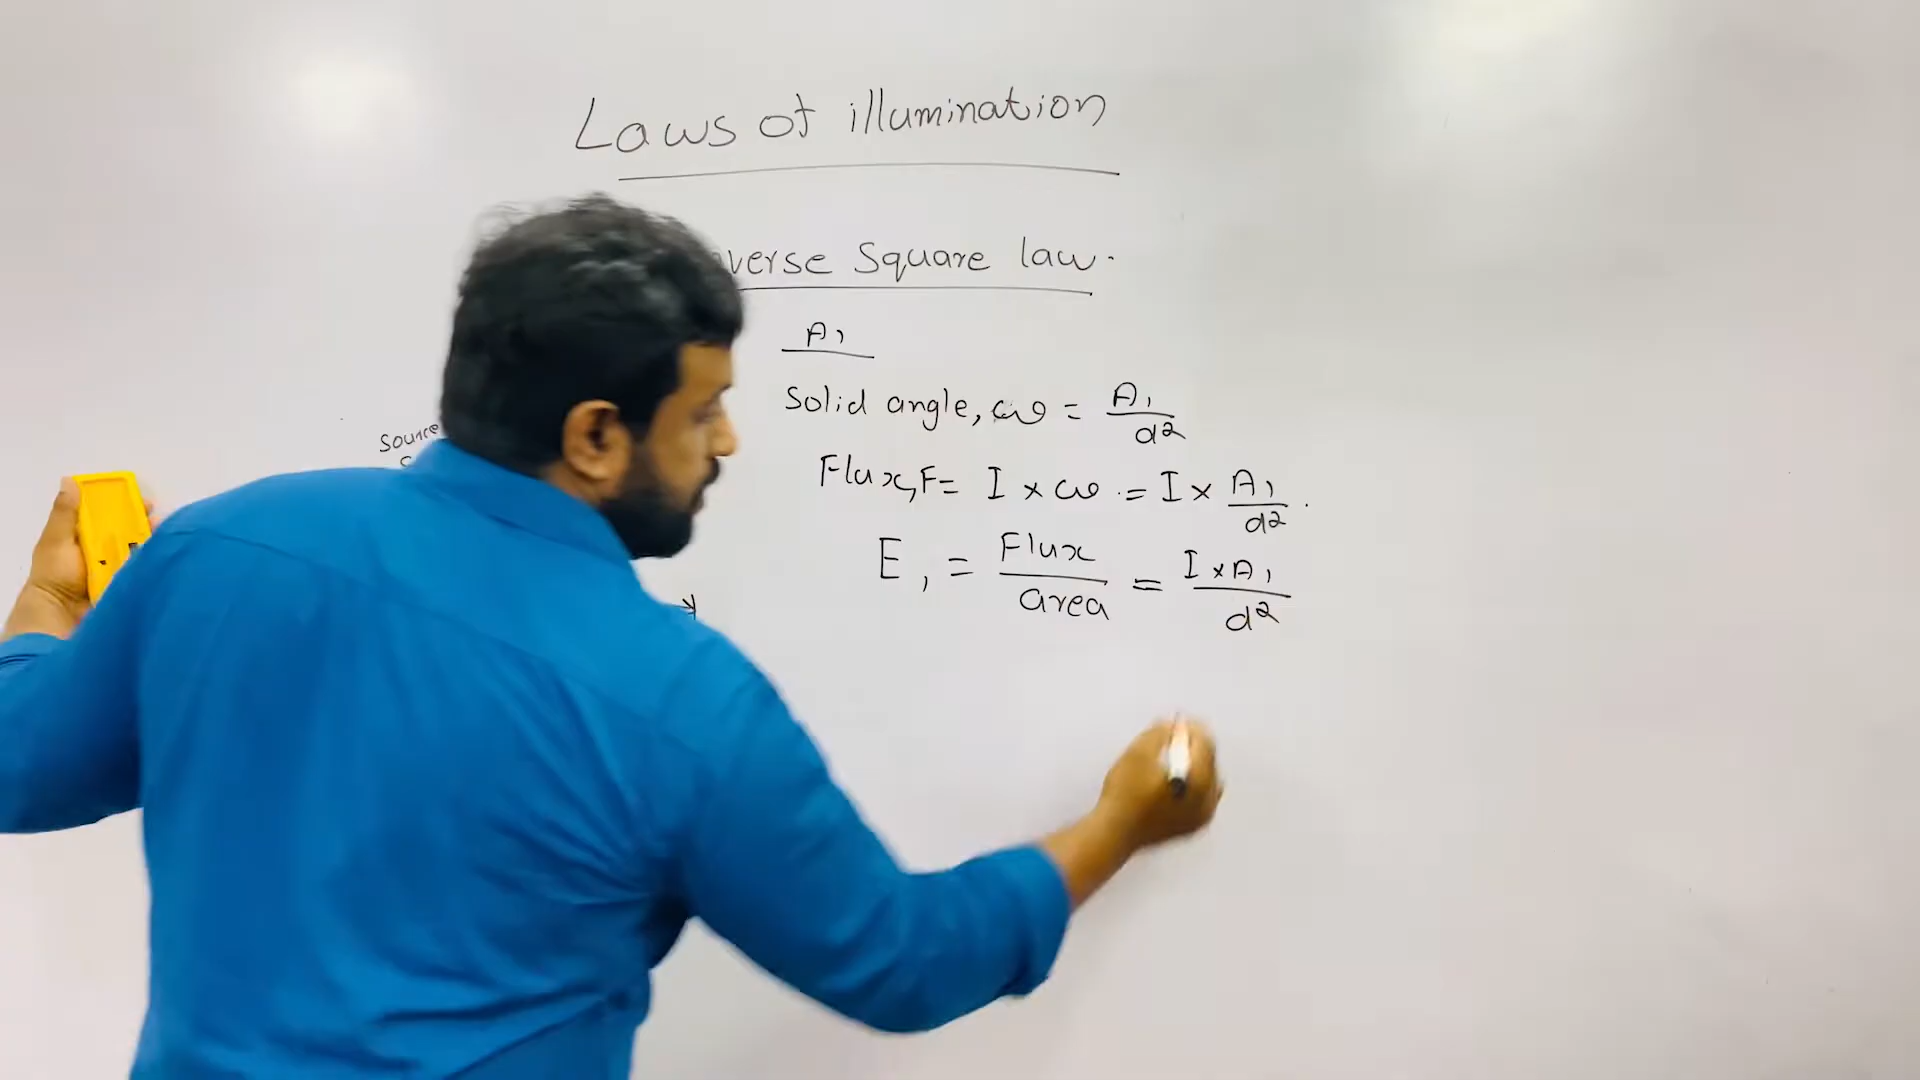 Laws of illumination
verse Square law.
A₁
Solid angle, ω = A₁/d²
Source
Flux, F = I × ω = I × A₁/d².
E₁ = Flux/area = I × A₁/d²